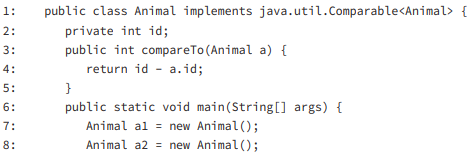 1: public class Animal implements java.util.Comparable<Animal> {
2: private int id;
3: public int compareTo(Animal a) {
4: return id - a.id;
5: }
6: public static void main(String[] args) {
7: Animal a1 = new Animal();
8: Animal a2 = new Animal();